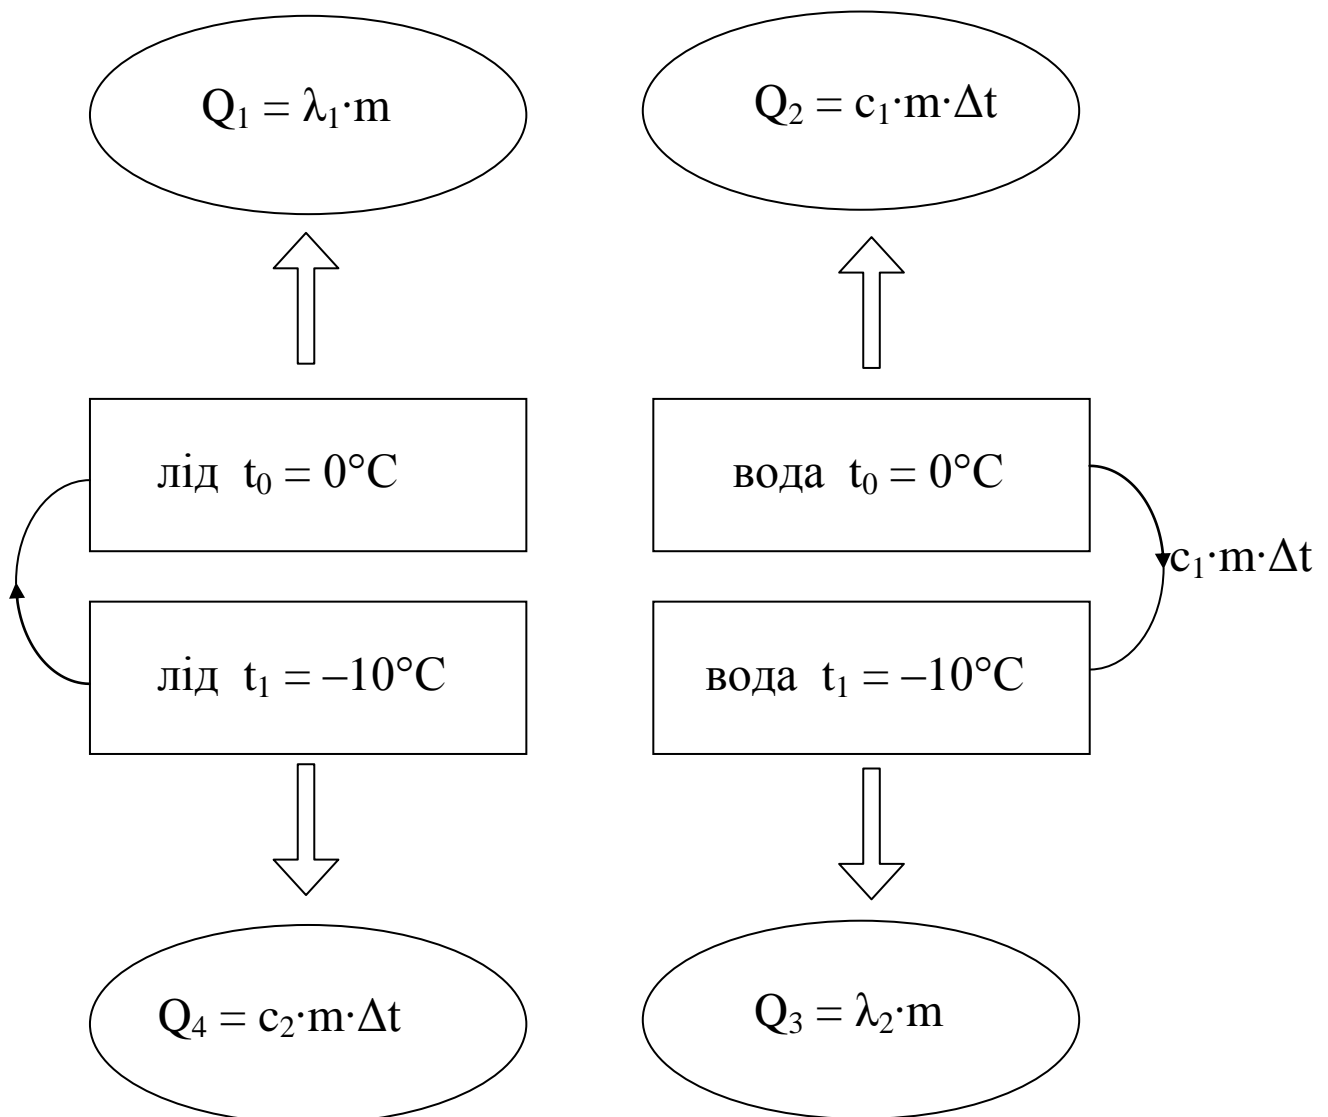 Q₁ = λ₁·m
Q₂ = c₁·m·Δt
лід t₀ = 0°C
вода t₀ = 0°C
c₁·m·Δt
лід t₁ = –10°C
вода t₁ = –10°C
Q₄ = c₂·m·Δt
Q₃ = λ₂·m